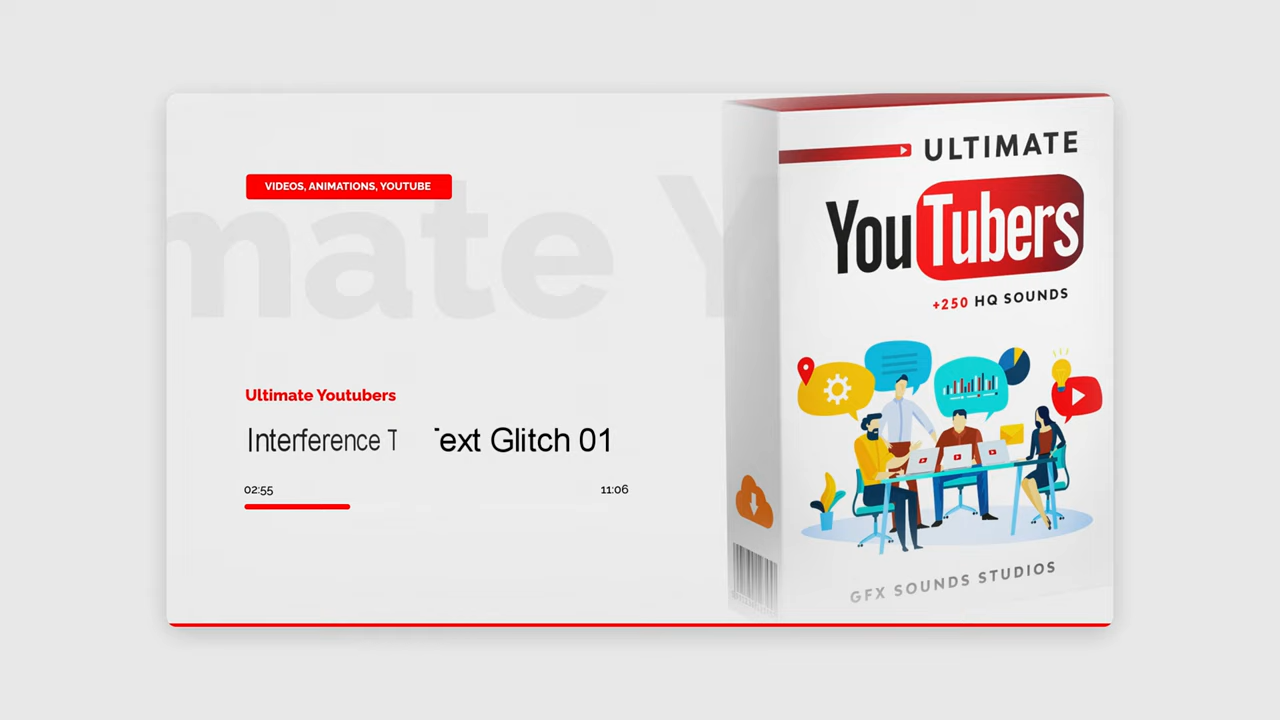 VIDEOS, ANIMATIONS, YOUTUBE
mate Y
Ultimate Youtubers
Interference T ext Glitch 01
02:55 11:06
ULTIMATE
YouTubers
+250 HQ SOUNDS
GFX SOUNDS STUDIOS